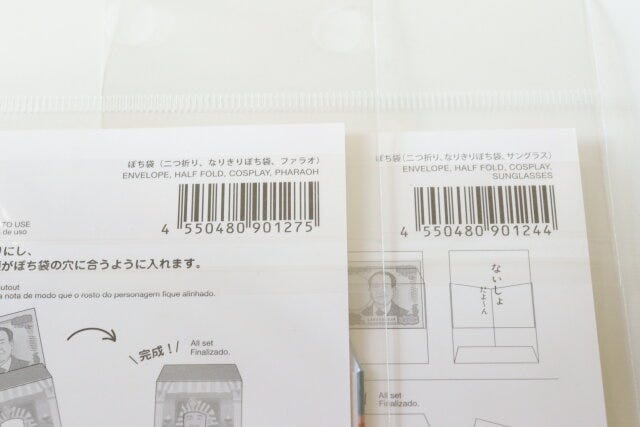 ぽち袋（二つ折り、なりきりぽち袋、ファラオ）
ENVELOPE, HALF FOLD, COSPLAY, PHARAOH
4 550480 901275
TO USE
de uso
りにし、
がぽち袋の穴に合うように入れます。
utout
a nota de modo que o rosto do personagem fique alinhado.
完成！
All set
Finalizado.
ぽち袋（二つ折り、なりきりぽち袋、サングラス）
ENVELOPE, HALF FOLD, COSPLAY,
SUNGLASSES
4 550480 901244
ないしょ
だよ〜ん
All set
Finalizado.